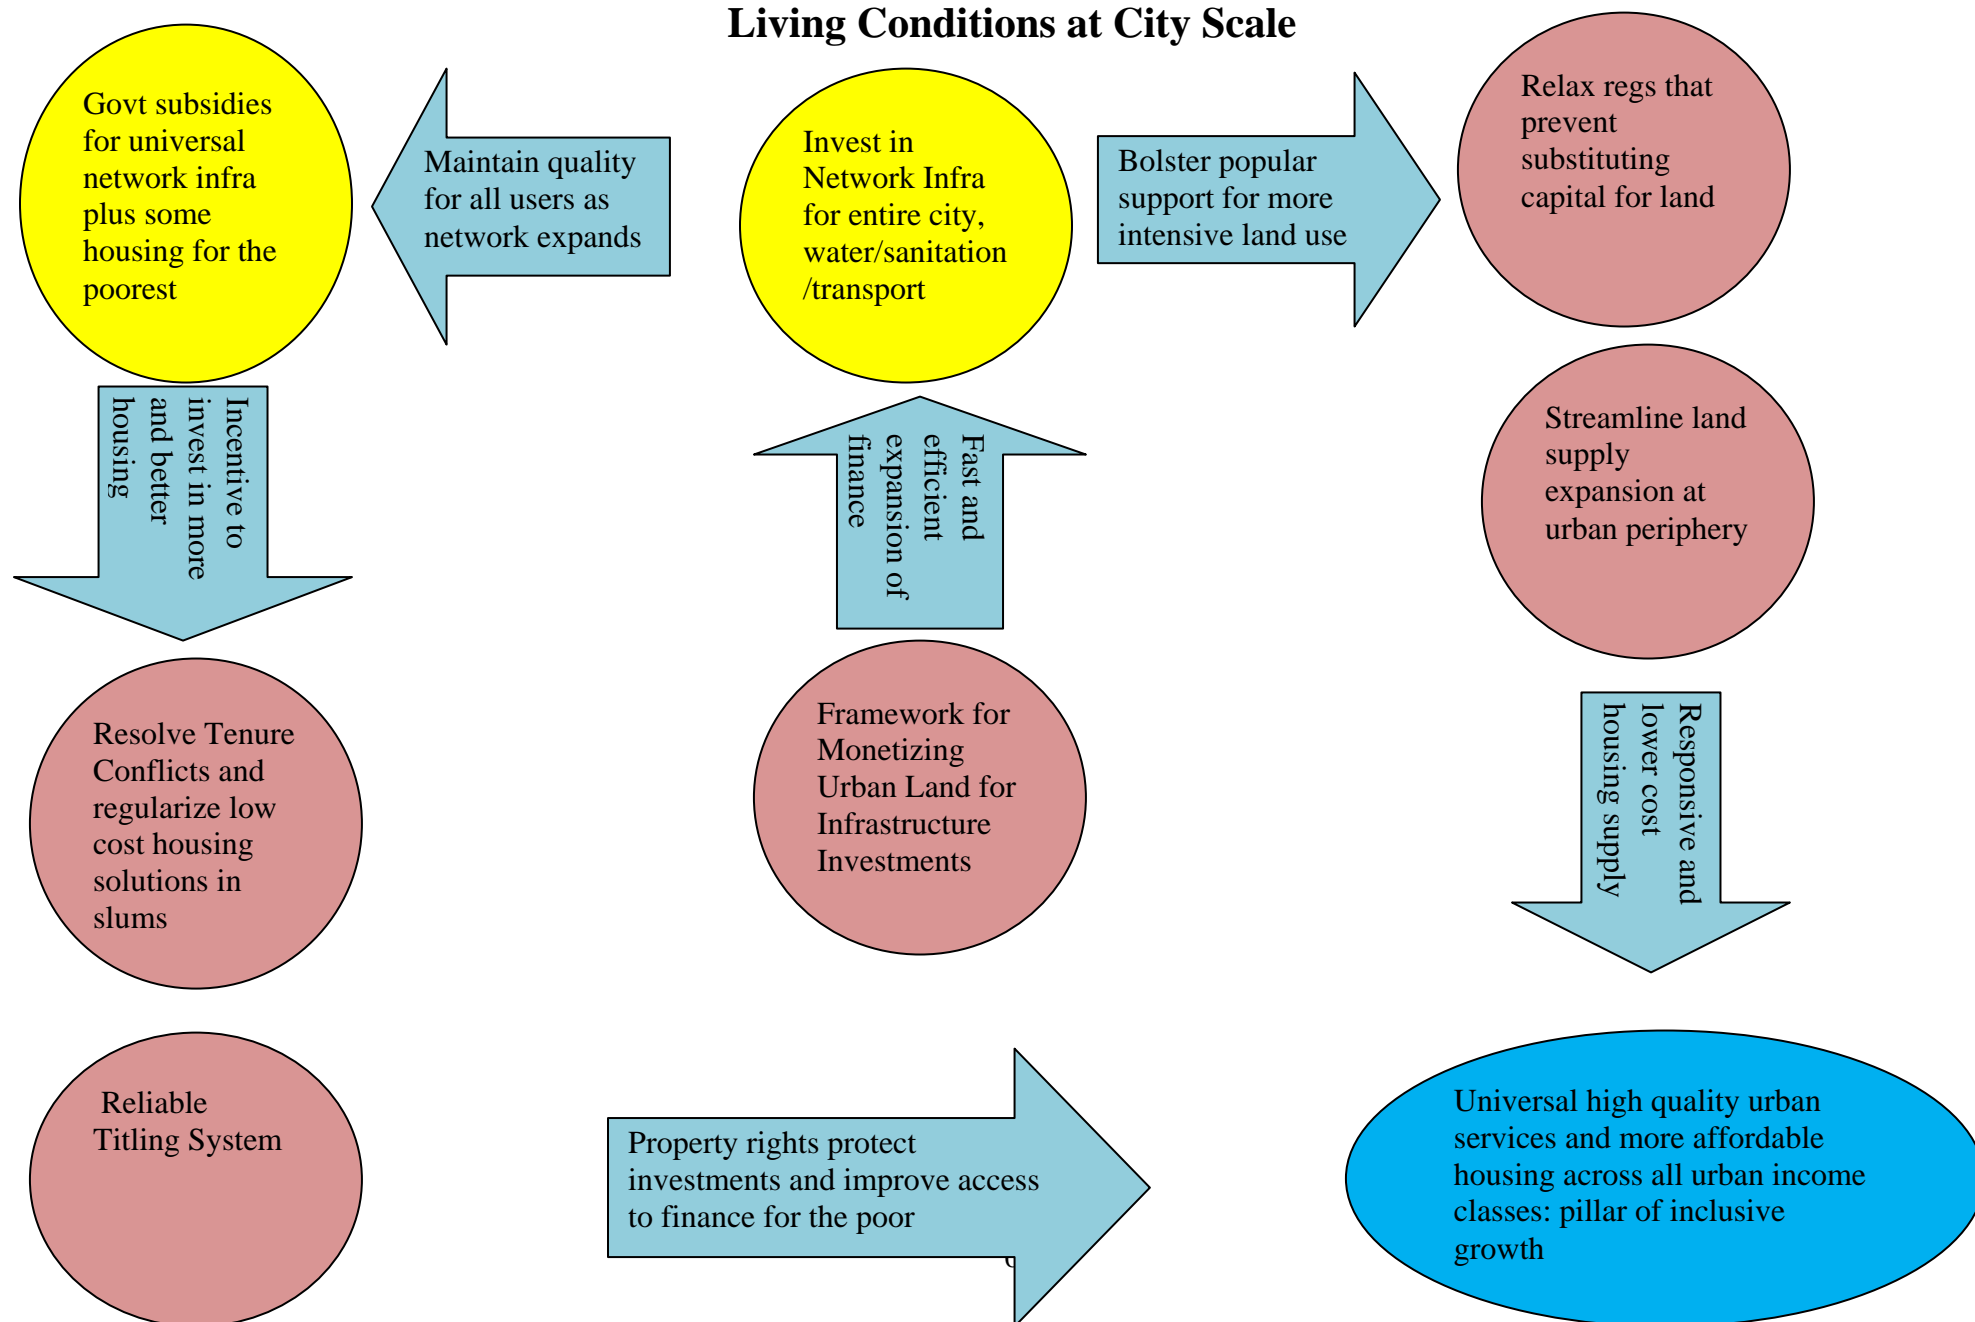 Living Conditions at City Scale
Govt subsidies
for universal
network infra
plus some
housing for the
poorest
Maintain quality
for all users as
network expands
Invest in
Network Infra
for entire city,
water/sanitation
/transport
Bolster popular
support for more
intensive land use
Relax regs that
prevent
substituting
capital for land
Incentive to
invest in more
and better
housing
Fast and
efficient
expansion of
finance
Streamline land
supply
expansion at
urban periphery
Resolve Tenure
Conflicts and
regularize low
cost housing
solutions in
slums
Framework for
Monetizing
Urban Land for
Infrastructure
Investments
Responsive and
lower cost
housing supply
Reliable
Titling System
Property rights protect
investments and improve access
to finance for the poor
Universal high quality urban
services and more affordable
housing across all urban income
classes: pillar of inclusive
growth